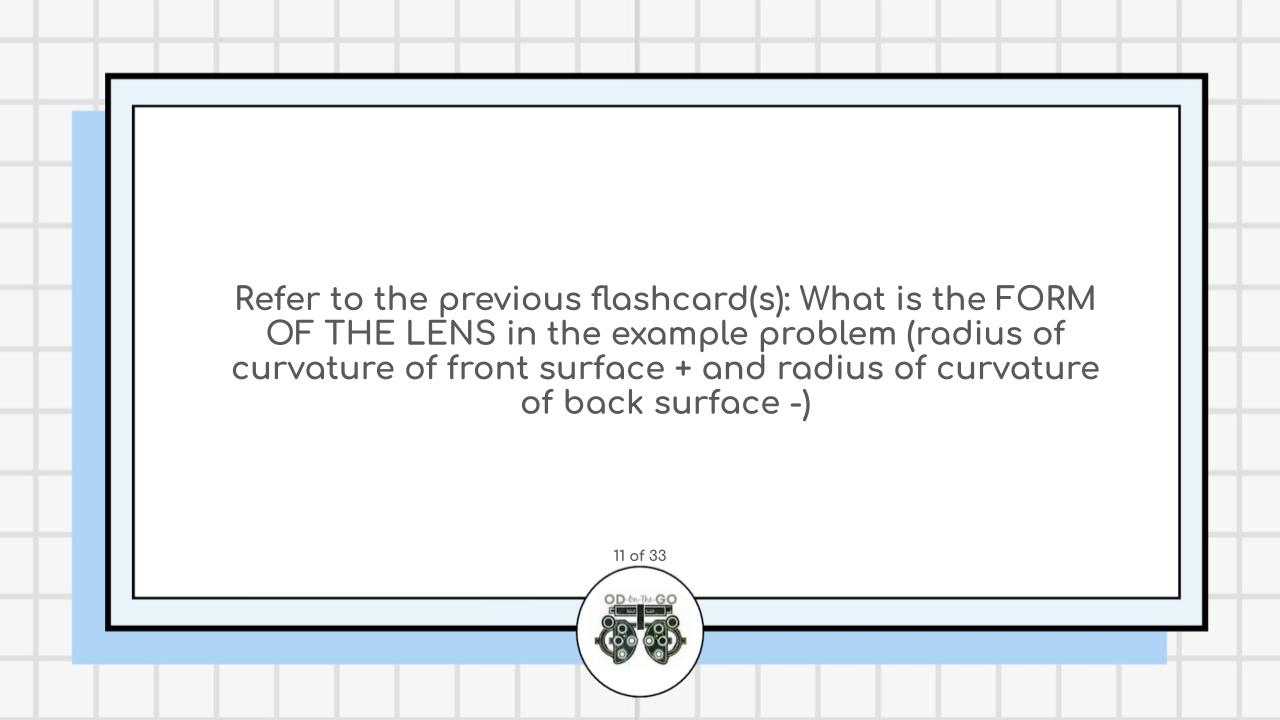 Refer to the previous flashcard(s): What is the FORM
OF THE LENS in the example problem (radius of
curvature of front surface + and radius of curvature
of back surface -)
11 of 33
OD-On-The-GO